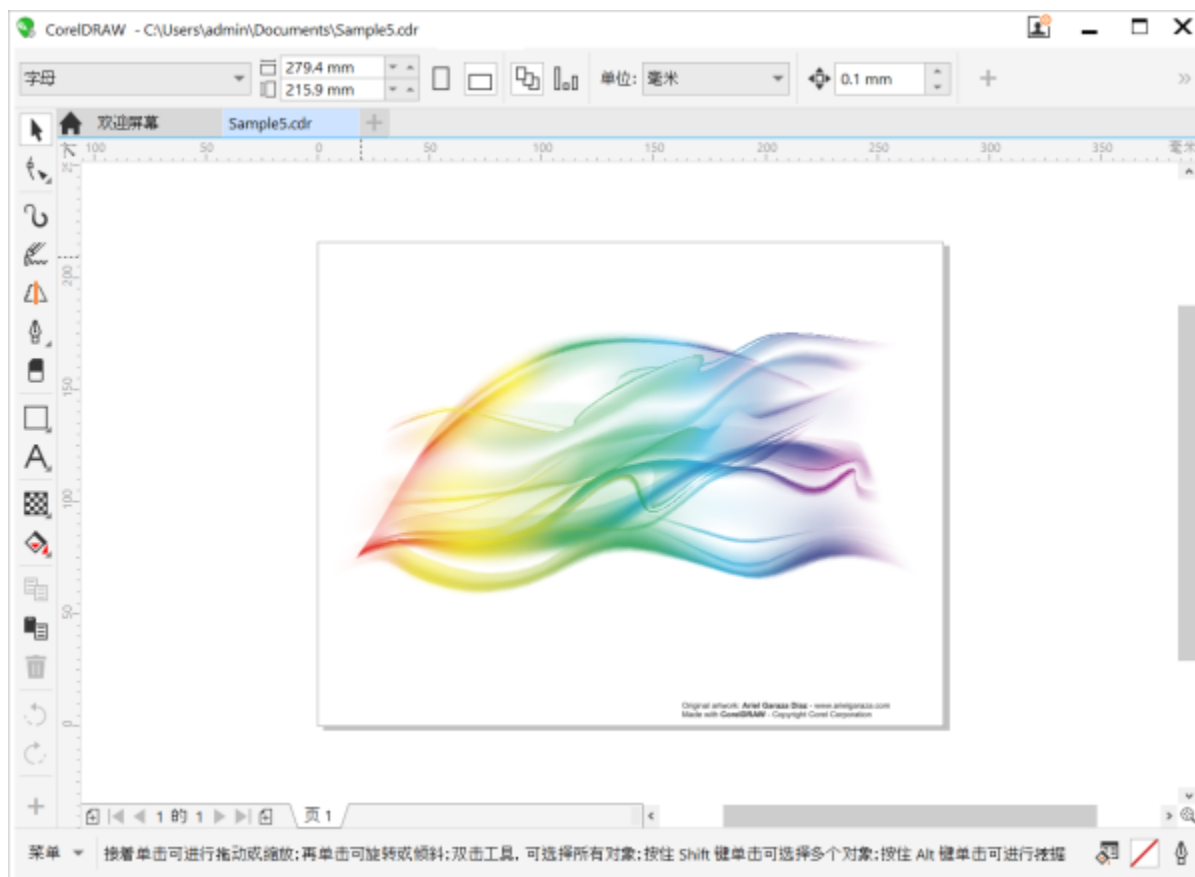 CorelDRAW - C:\Users\admin\Documents\Sample5.cdr
字母 279.4 mm 215.9 mm 单位: 毫米 0.1 mm
欢迎屏幕 Sample5.cdr
100 50 0 50 100 150 200 250 300 350 毫米
200
150
100
50
0
Original artwork: Ariel Garaza Diaz - www.arielgaraza.com
Made with CorelDRAW - Copyright Corel Corporation
1 的 1 页 1
菜单 接着单击可进行拖动或缩放;再单击可旋转或倾斜;双击工具, 可选择所有对象;按住 Shift 键单击可选择多个对象;按住 Alt 键单击可进行挖掘